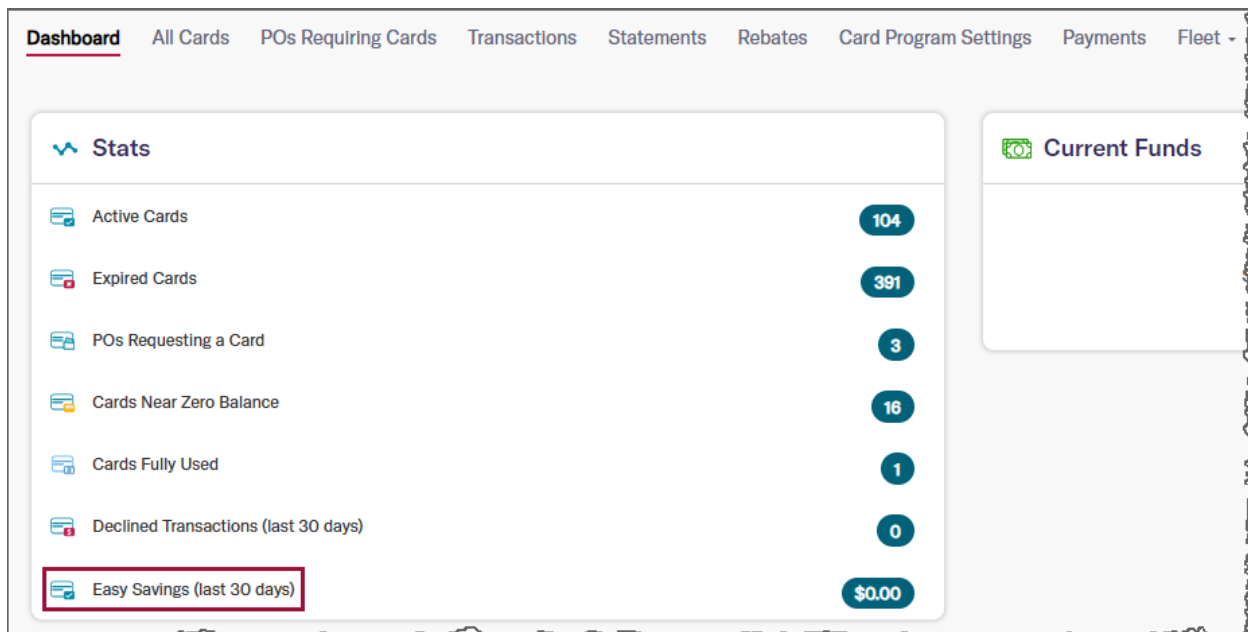 Dashboard All Cards POs Requiring Cards Transactions Statements Rebates Card Program Settings Payments Fleet
Stats
Active Cards 104
Expired Cards 391
POs Requesting a Card 3
Cards Near Zero Balance 16
Cards Fully Used 1
Declined Transactions (last 30 days) 0
Easy Savings (last 30 days) $0.00
Current Funds